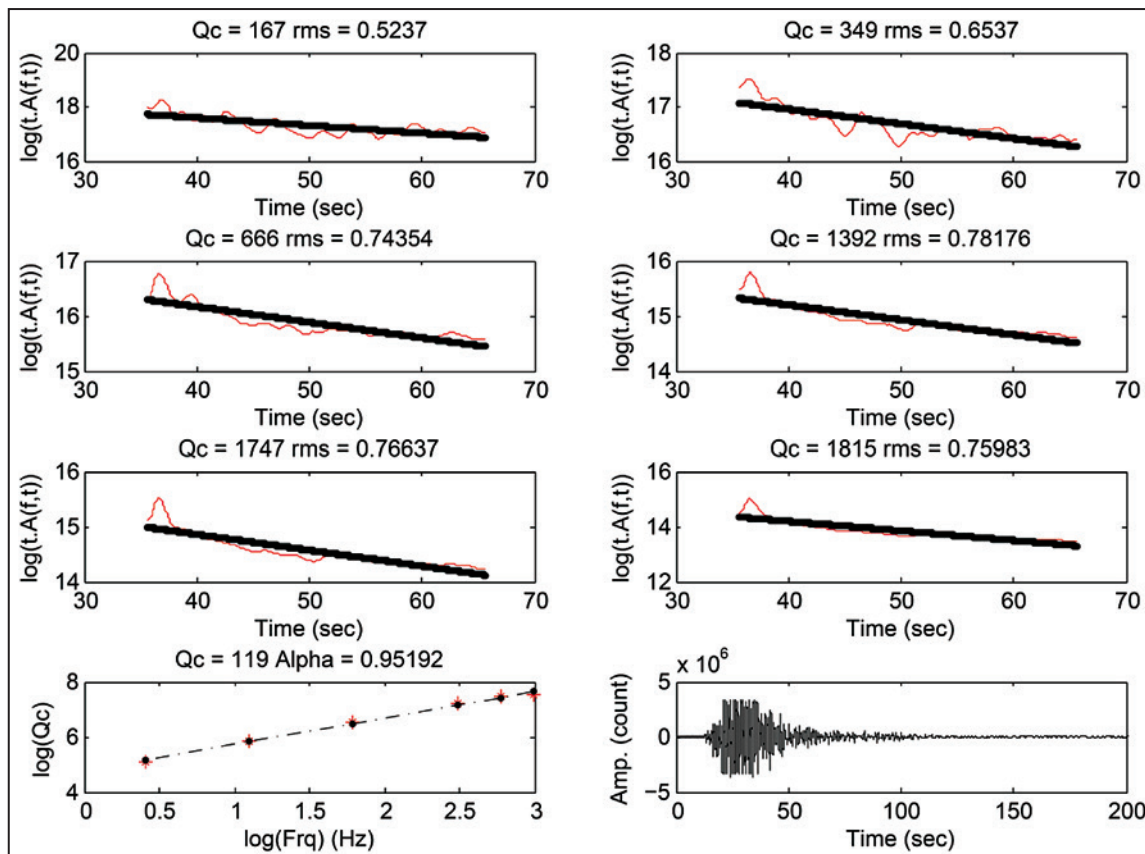 Qc = 167 rms = 0.5237
log(t.A(f,t))
20
18
16
30 40 50 60 70
Time (sec)
Qc = 349 rms = 0.6537
log(t.A(f,t))
18
17
16
30 40 50 60 70
Time (sec)
Qc = 666 rms = 0.74354
log(t.A(f,t))
17
16
15
30 40 50 60 70
Time (sec)
Qc = 1392 rms = 0.78176
log(t.A(f,t))
16
15
14
30 40 50 60 70
Time (sec)
Qc = 1747 rms = 0.76637
log(t.A(f,t))
16
15
14
30 40 50 60 70
Time (sec)
Qc = 1815 rms = 0.75983
log(t.A(f,t))
16
14
12
30 40 50 60 70
Time (sec)
Qc = 119 Alpha = 0.95192
log(Qc)
8
6
4
0 0.5 1 1.5 2 2.5 3
log(Frq) (Hz)
x 10^6
Amp. (count)
5
0
−5
0 50 100 150 200
Time (sec)